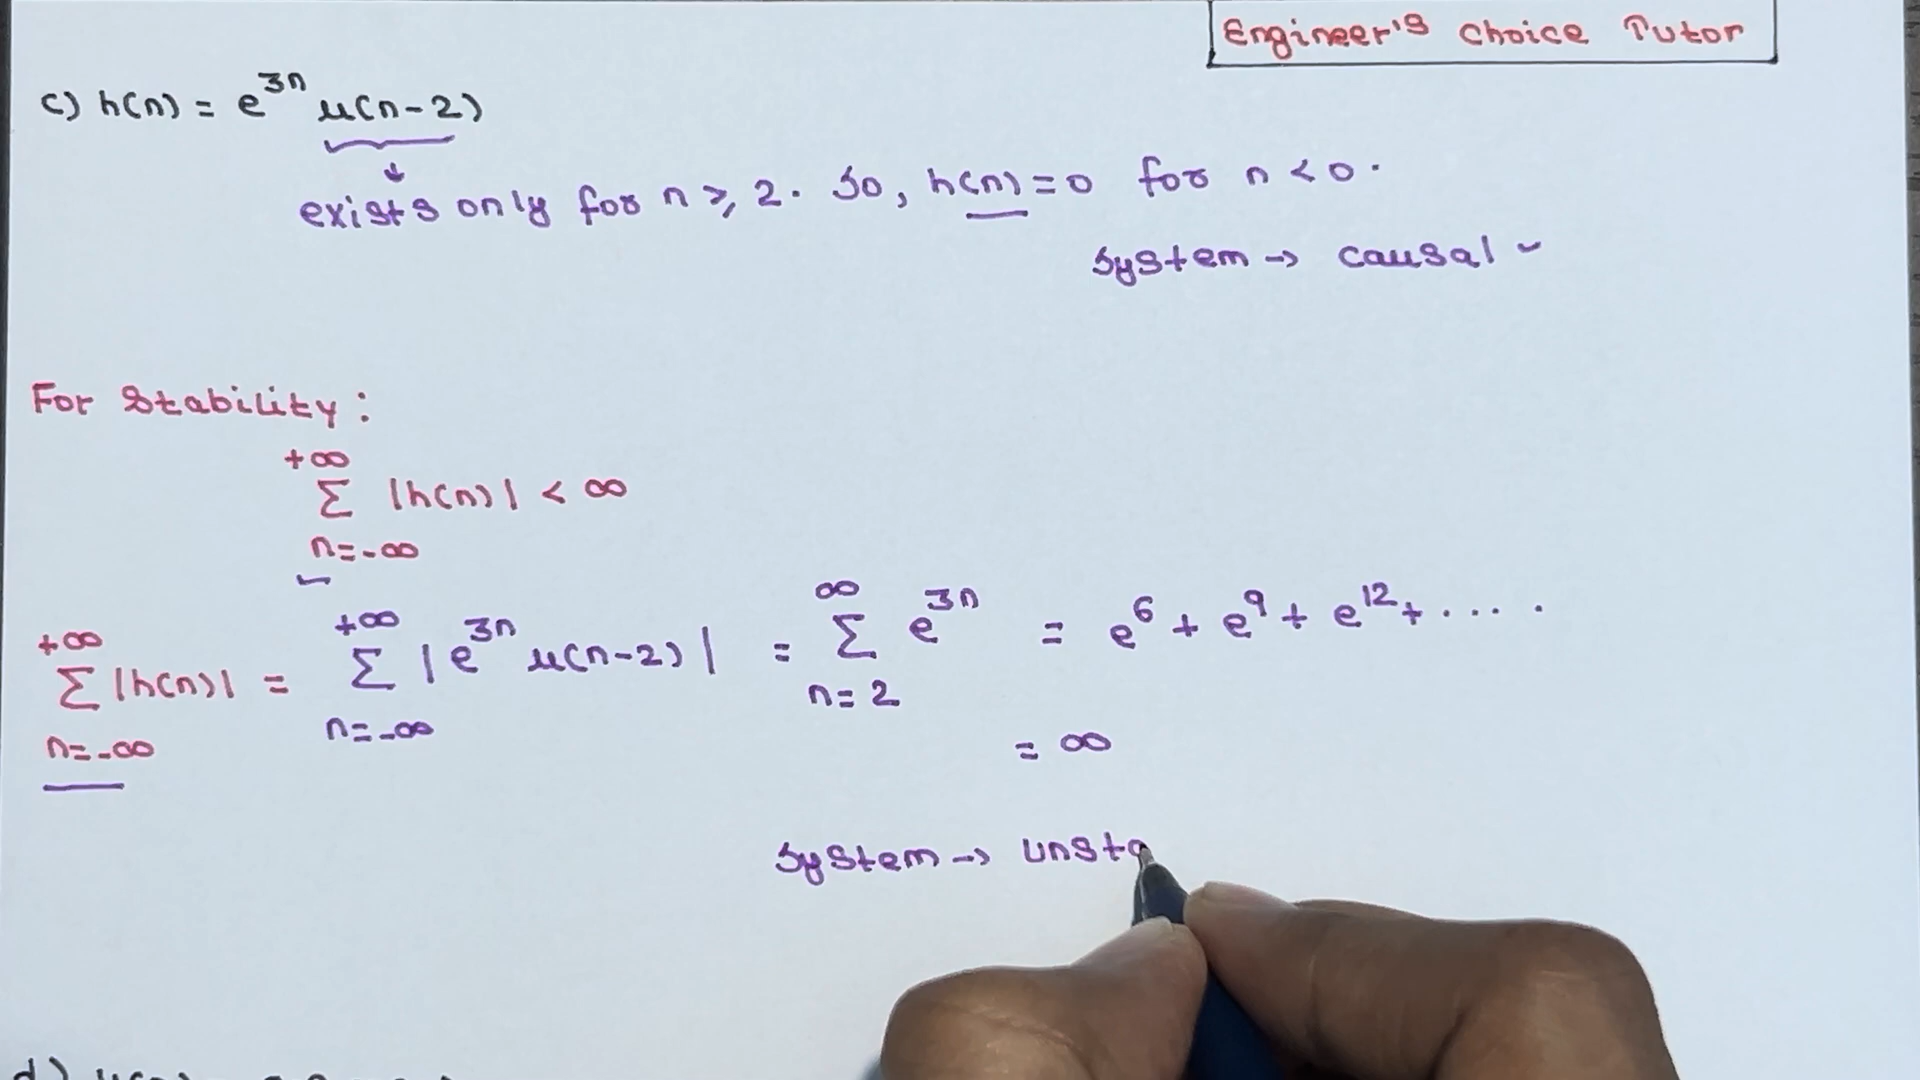 Engineer's Choice Tutor
c) h(n) = e^{3n} u(n-2)
↓
exists only for n ≥ 2. So, h(n) = 0 for n < 0.
System → causal
For Stability:
+∞
Σ |h(n)| < ∞
n=-∞
+∞ +∞ ∞
Σ |h(n)| = Σ |e^{3n} u(n-2)| = Σ e^{3n} = e^6 + e^9 + e^{12} + .....
n=-∞ n=-∞ n=2
= ∞
System → unsta
d)